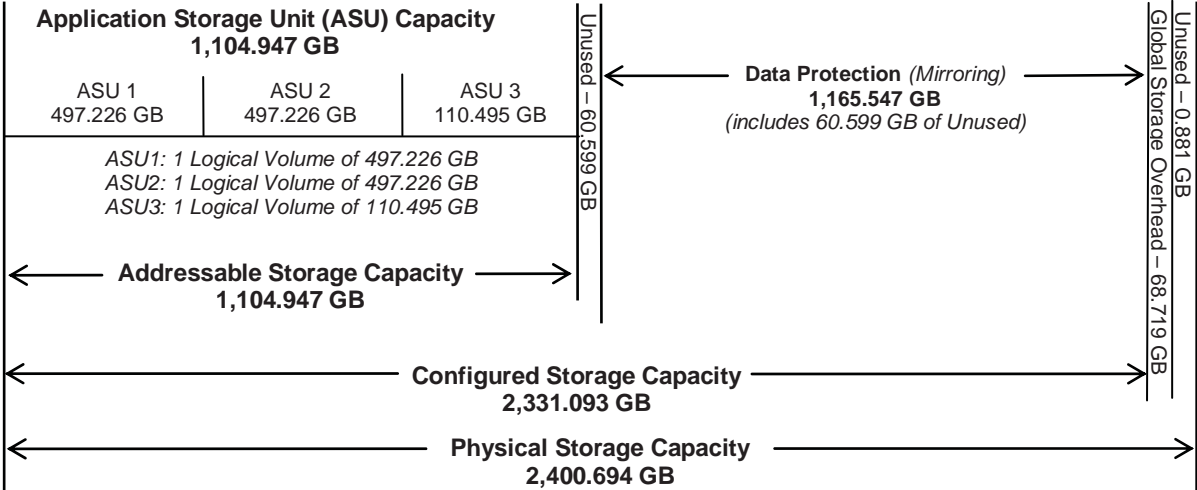 Application Storage Unit (ASU) Capacity
1,104.947 GB
ASU 1
497.226 GB
ASU 2
497.226 GB
ASU 3
110.495 GB
ASU1: 1 Logical Volume of 497.226 GB
ASU2: 1 Logical Volume of 497.226 GB
ASU3: 1 Logical Volume of 110.495 GB
Unused – 60.599 GB
Data Protection (Mirroring)
1,165.547 GB
(includes 60.599 GB of Unused)
Global Storage Overhead – 68.719 GB
Unused – 0.881 GB
Addressable Storage Capacity
1,104.947 GB
Configured Storage Capacity
2,331.093 GB
Physical Storage Capacity
2,400.694 GB